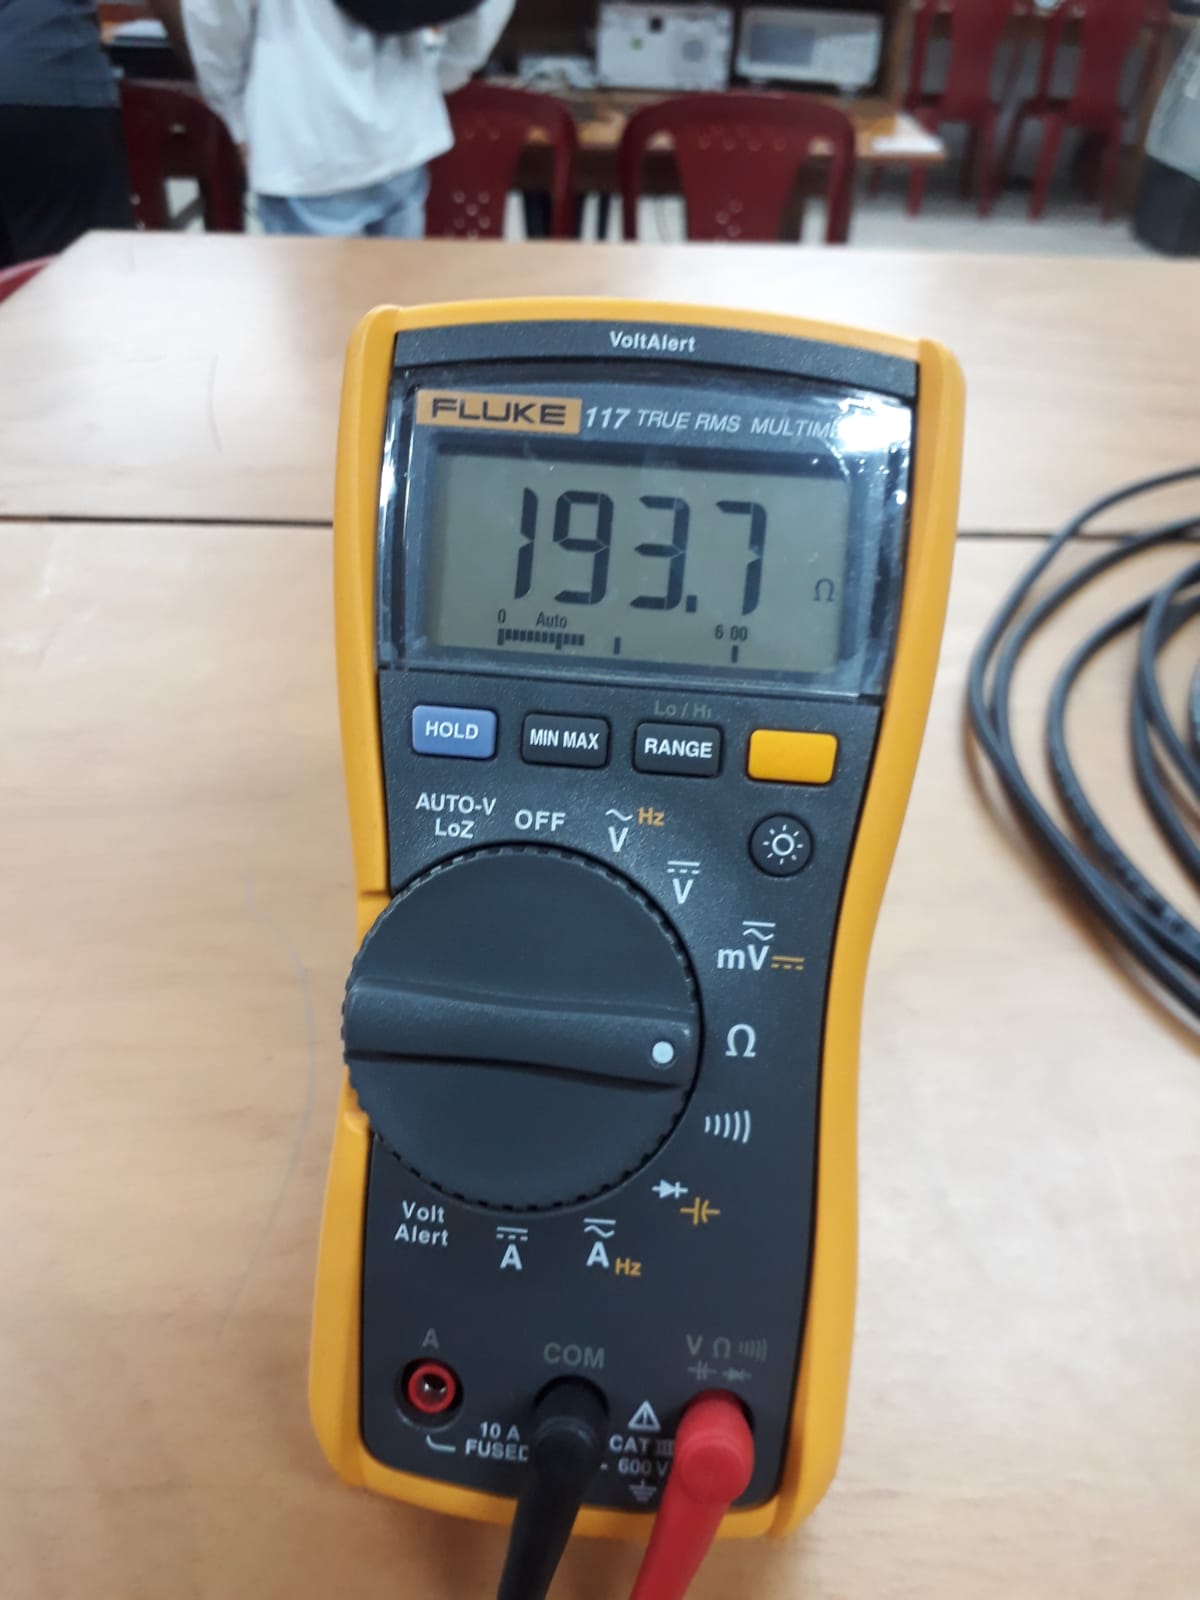 VoltAlert
FLUKE 117 TRUE RMS
193.7 Ω
0 Auto 6 00
Lo / Hi
HOLD MIN MAX RANGE
AUTO-V
LoZ
OFF
V Hz
V
mV
Ω
Volt
Alert
A
A Hz
A
COM
V Ω
10 A
FUSED
CAT III
600 V